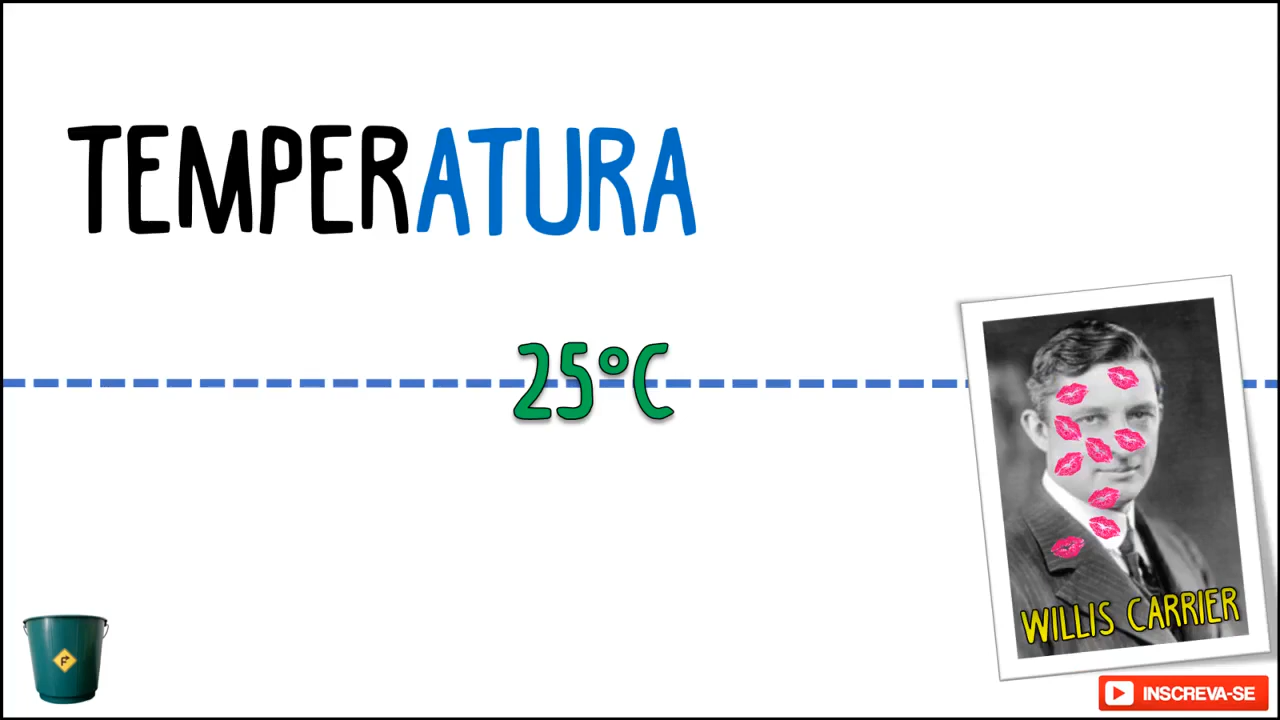 TEMPERATURA
25°C
WILLIS CARRIER
F
INSCREVA-SE